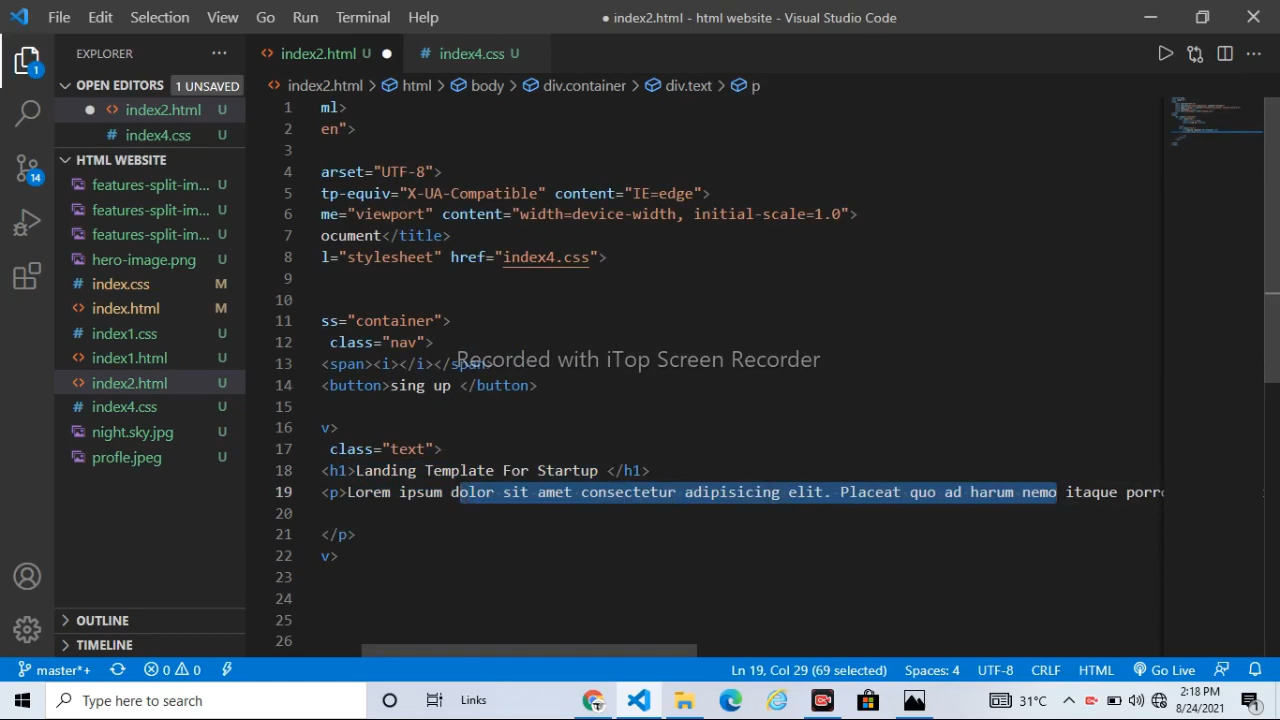 File Edit Selection View Go Run Terminal Help ● index2.html - html website - Visual Studio Code
EXPLORER ···
index2.html U ●
index4.css U
OPEN EDITORS 1 UNSAVED
index2.html > html > body > div.container > div.text > p
● index2.html U
index4.css U
HTML WEBSITE
features-split-im... U
features-split-im... U
features-split-im... U
hero-image.png U
index.css M
index.html M
index1.css U
index1.html U
index2.html U
index4.css U
night.sky.jpg U
profle.jpeg U
OUTLINE
TIMELINE
1 ml>
2 en">
3
4 arset="UTF-8">
5 tp-equiv="X-UA-Compatible" content="IE=edge">
6 me="viewport" content="width=device-width, initial-scale=1.0">
7 ocument</title>
8 l="stylesheet" href="index4.css">
9
10
11 ss="container">
12 class="nav">
13 <span><i></i></span>
Recorded with iTop Screen Recorder
14 <button>sing up </button>
15
16 v>
17 class="text">
18 <h1>Landing Template For Startup </h1>
19 <p>Lorem ipsum dolor sit amet consectetur adipisicing elit. Placeat quo ad harum nemo itaque porro
20
21 </p>
22 v>
23
24
25
26
1
14
master*+ 0 0 Ln 19, Col 29 (69 selected) Spaces: 4 UTF-8 CRLF HTML Go Live
Type here to search Links 31°C 2:18 PM
8/24/2021
1